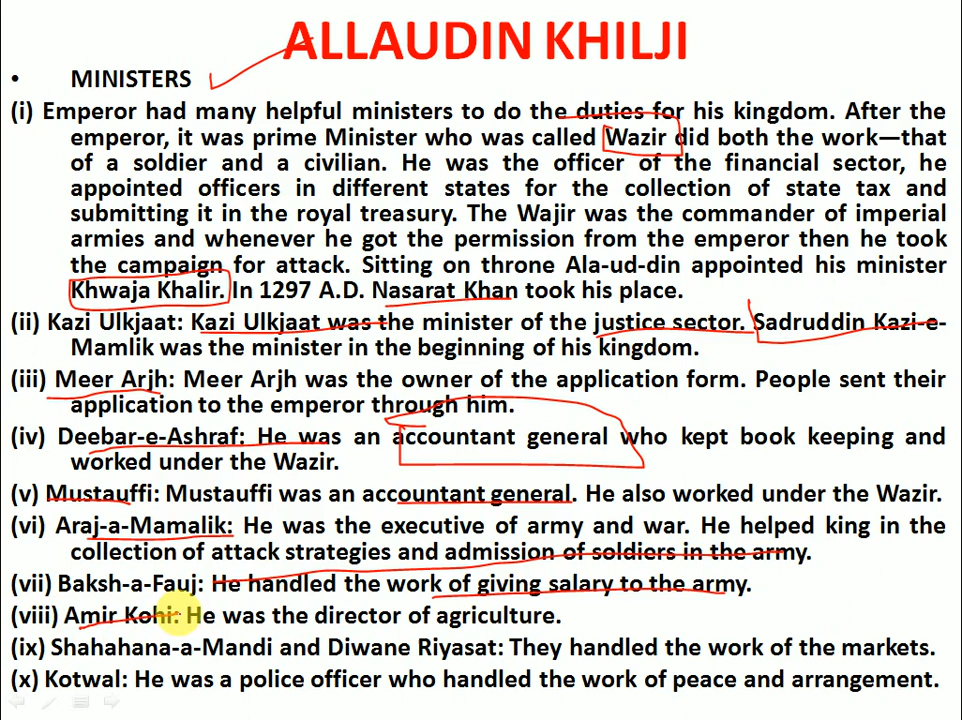 ALLAUDIN KHILJI
• MINISTERS
(i) Emperor had many helpful ministers to do the duties for his kingdom. After the
emperor, it was prime Minister who was called Wazir did both the work—that
of a soldier and a civilian. He was the officer of the financial sector, he
appointed officers in different states for the collection of state tax and
submitting it in the royal treasury. The Wajir was the commander of imperial
armies and whenever he got the permission from the emperor then he took
the campaign for attack. Sitting on throne Ala-ud-din appointed his minister
Khwaja Khalir. In 1297 A.D. Nasarat Khan took his place.
(ii) Kazi Ulkjaat: Kazi Ulkjaat was the minister of the justice sector. Sadruddin Kazi-e-
Mamlik was the minister in the beginning of his kingdom.
(iii) Meer Arjh: Meer Arjh was the owner of the application form. People sent their
application to the emperor through him.
(iv) Deebar-e-Ashraf: He was an accountant general who kept book keeping and
worked under the Wazir.
(v) Mustauffi: Mustauffi was an accountant general. He also worked under the Wazir.
(vi) Araj-a-Mamalik: He was the executive of army and war. He helped king in the
collection of attack strategies and admission of soldiers in the army.
(vii) Baksh-a-Fauj: He handled the work of giving salary to the army.
(viii) Amir Kohi: He was the director of agriculture.
(ix) Shahahana-a-Mandi and Diwane Riyasat: They handled the work of the markets.
(x) Kotwal: He was a police officer who handled the work of peace and arrangement.